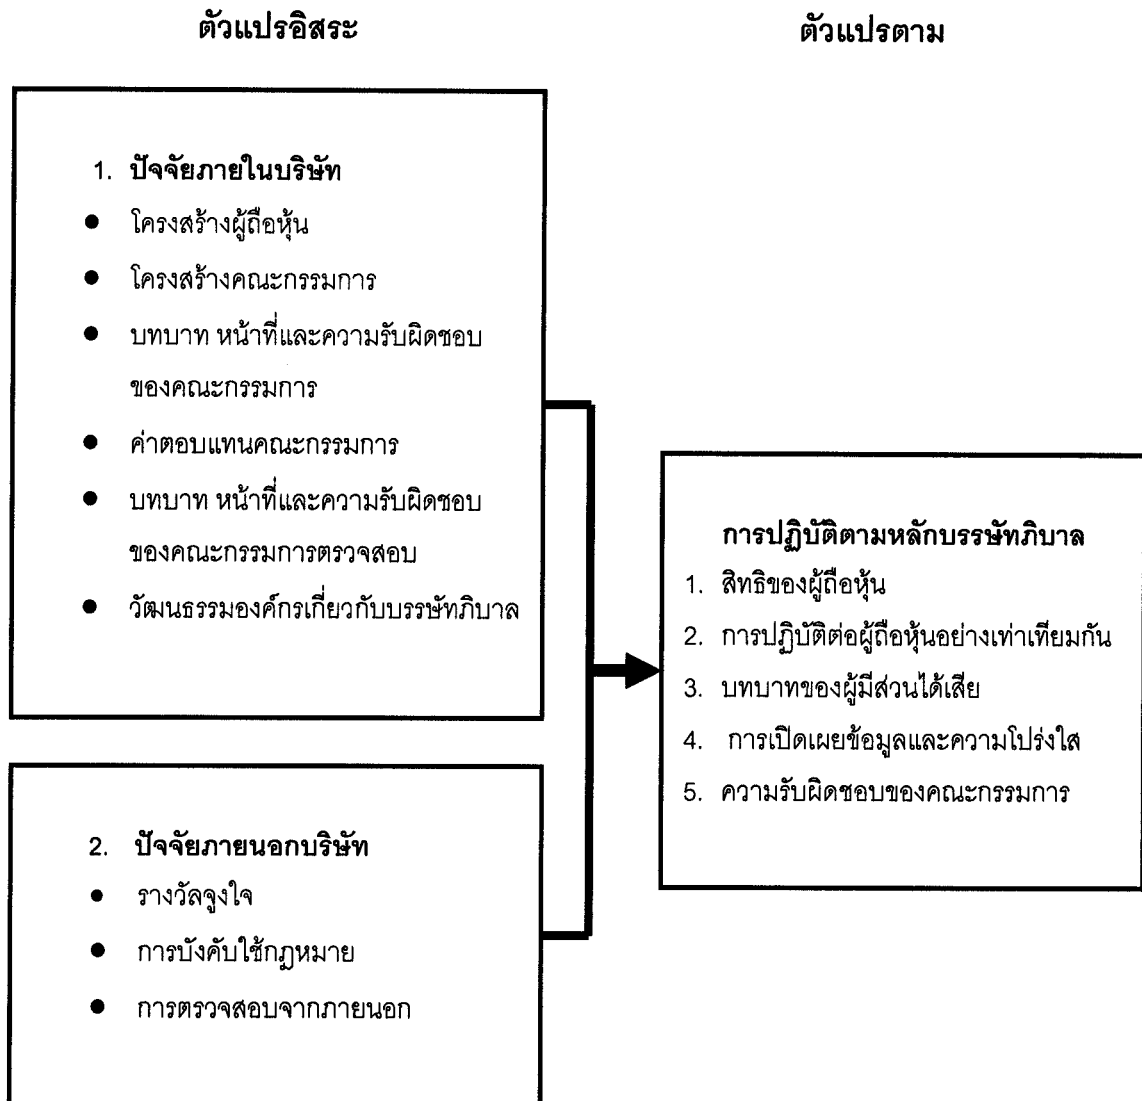 ตัวแปรอิสระ
ตัวแปรตาม
1. ปัจจัยภายในบริษัท
● โครงสร้างผู้ถือหุ้น
● โครงสร้างคณะกรรมการ
● บทบาท หน้าที่และความรับผิดชอบ
ของคณะกรรมการ
● ค่าตอบแทนคณะกรรมการ
● บทบาท หน้าที่และความรับผิดชอบ
ของคณะกรรมการตรวจสอบ
● วัฒนธรรมองค์กรเกี่ยวกับบรรษัทภิบาล
2. ปัจจัยภายนอกบริษัท
● รางวัลจูงใจ
● การบังคับใช้กฎหมาย
● การตรวจสอบจากภายนอก
การปฏิบัติตามหลักบรรษัทภิบาล
1. สิทธิของผู้ถือหุ้น
2. การปฏิบัติต่อผู้ถือหุ้นอย่างเท่าเทียมกัน
3. บทบาทของผู้มีส่วนได้เสีย
4. การเปิดเผยข้อมูลและความโปร่งใส
5. ความรับผิดชอบของคณะกรรมการ